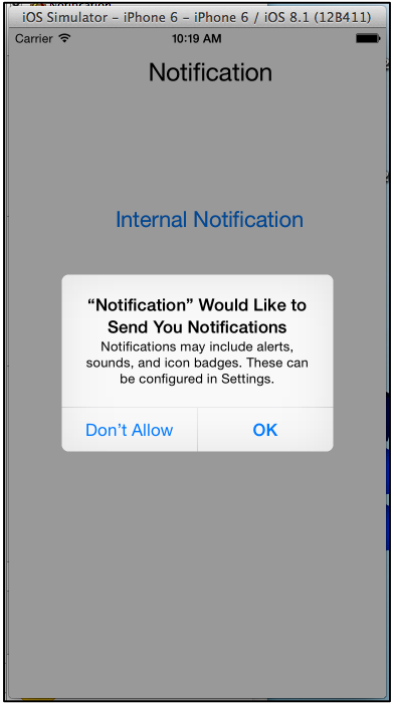 iOS Simulator – iPhone 6 – iPhone 6 / iOS 8.1 (12B411)
Carrier 10:19 AM
Notification
Internal Notification
“Notification” Would Like to
Send You Notifications
Notifications may include alerts,
sounds, and icon badges. These can
be configured in Settings.
Don’t Allow OK